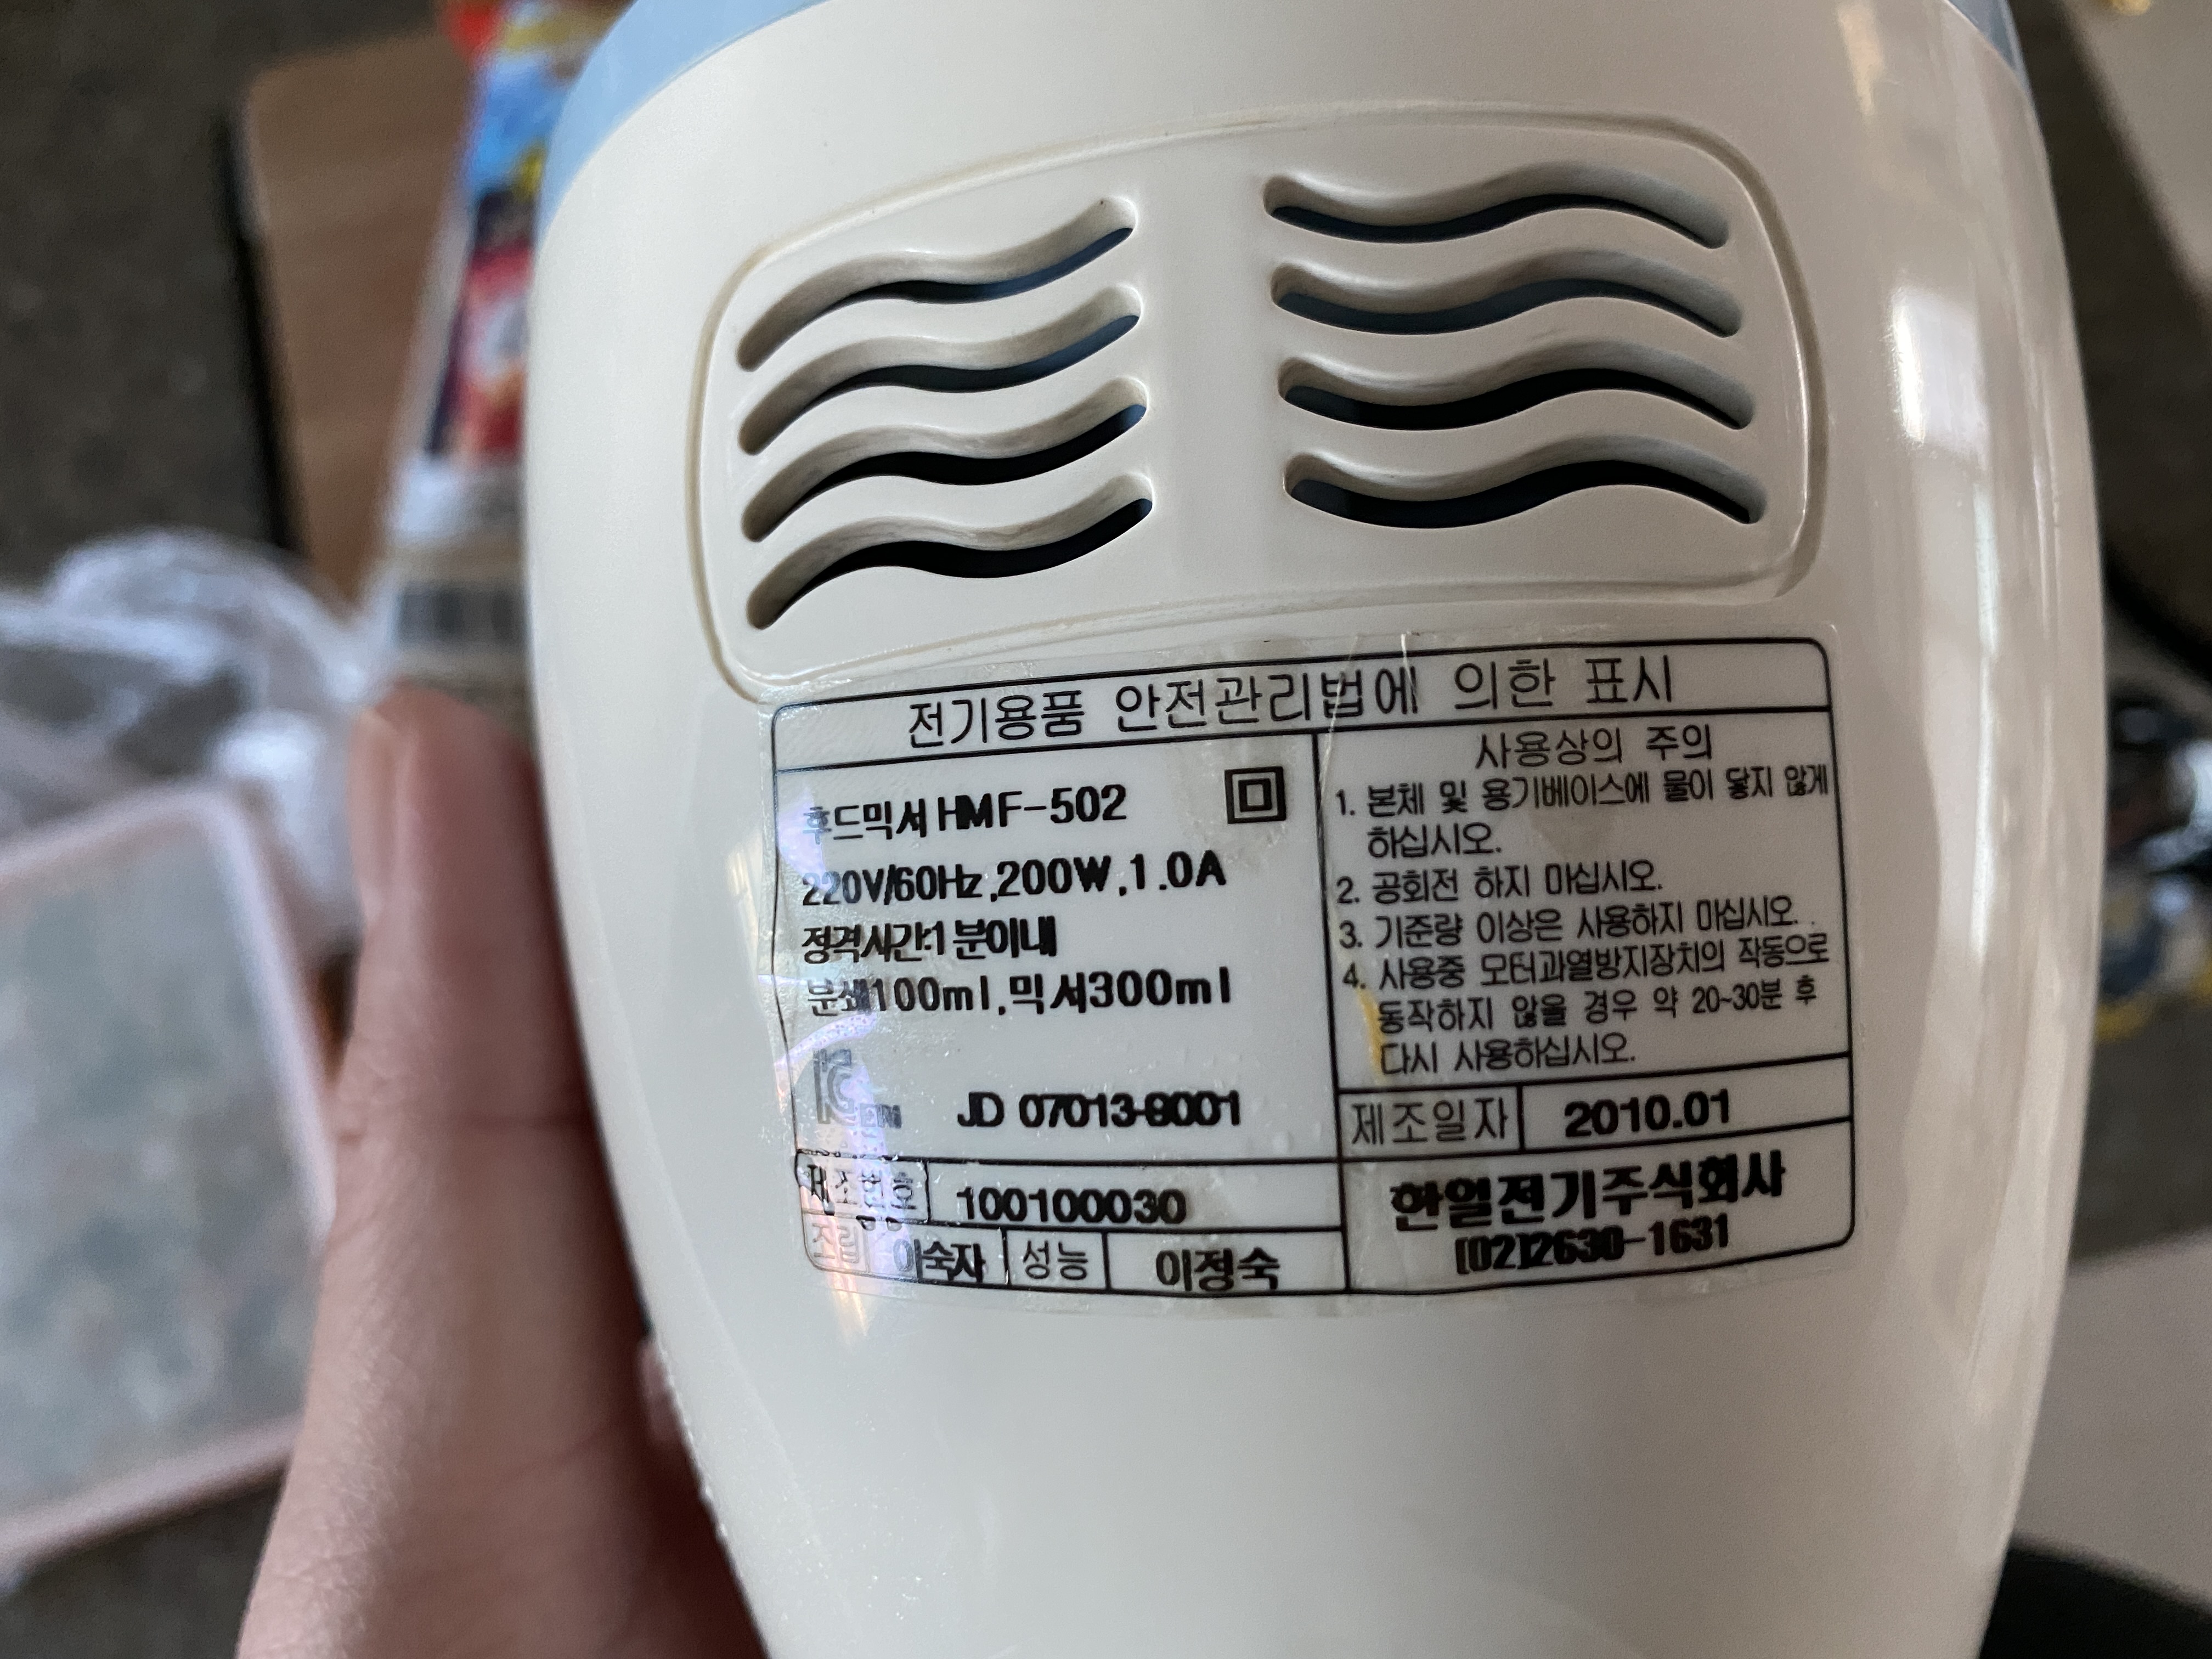 전기용품 안전관리법에 의한 표시
후드믹서 HMF-502
220V/60Hz,200W,1.0A
정격시간:1분이내
분쇄100ml,믹서300ml
JD 07013-8001
제조번호 100100030
조립 이숙자 성능 이정숙
사용상의 주의
1. 본체 및 용기베이스에 물이 닿지 않게
하십시오.
2. 공회전 하지 마십시오.
3. 기준량 이상은 사용하지 마십시오.
4. 사용중 모터과열방지장치의 작동으로
동작하지 않을 경우 약 20~30분 후
다시 사용하십시오.
제조일자 2010.01
한일전기주식회사
(02)2630-1631